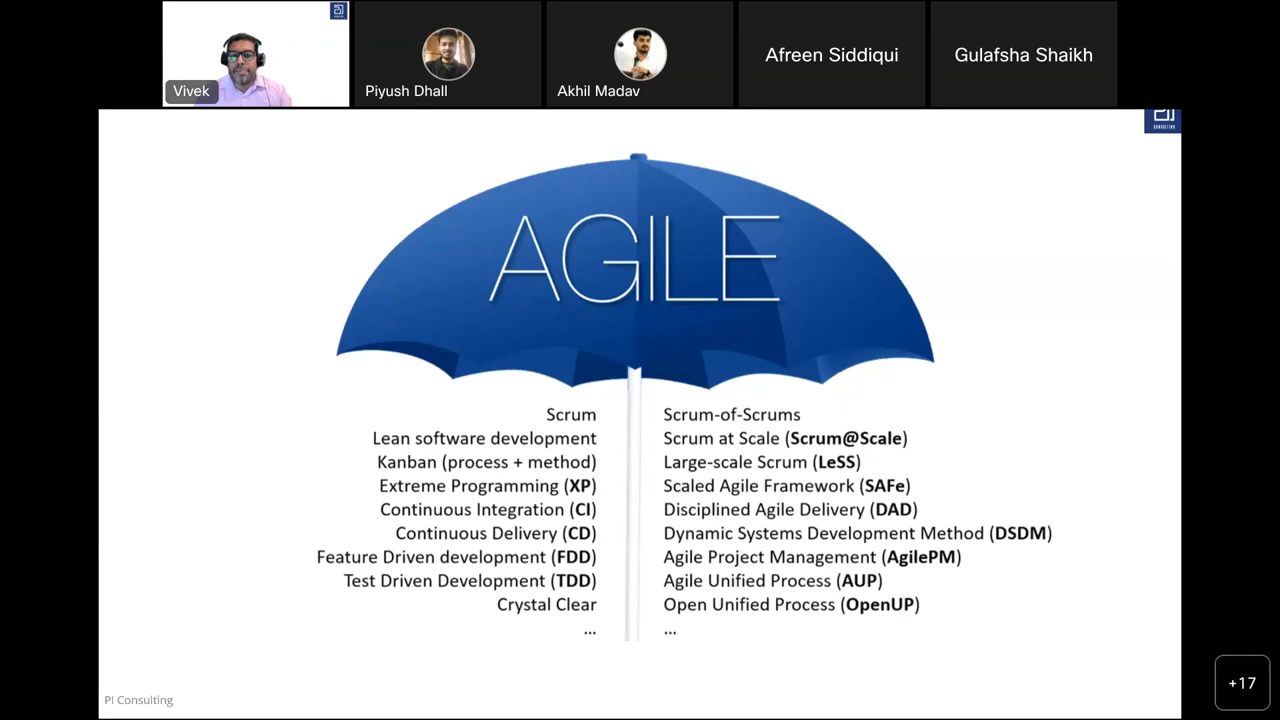 Vivek
Piyush Dhall
Akhil Madav
Afreen Siddiqui
Gulafsha Shaikh
CONSULTING
AGILE
Scrum
Lean software development
Kanban (process + method)
Extreme Programming (XP)
Continuous Integration (CI)
Continuous Delivery (CD)
Feature Driven development (FDD)
Test Driven Development (TDD)
Crystal Clear
...
Scrum-of-Scrums
Scrum at Scale (Scrum@Scale)
Large-scale Scrum (LeSS)
Scaled Agile Framework (SAFe)
Disciplined Agile Delivery (DAD)
Dynamic Systems Development Method (DSDM)
Agile Project Management (AgilePM)
Agile Unified Process (AUP)
Open Unified Process (OpenUP)
...
PI Consulting
+17